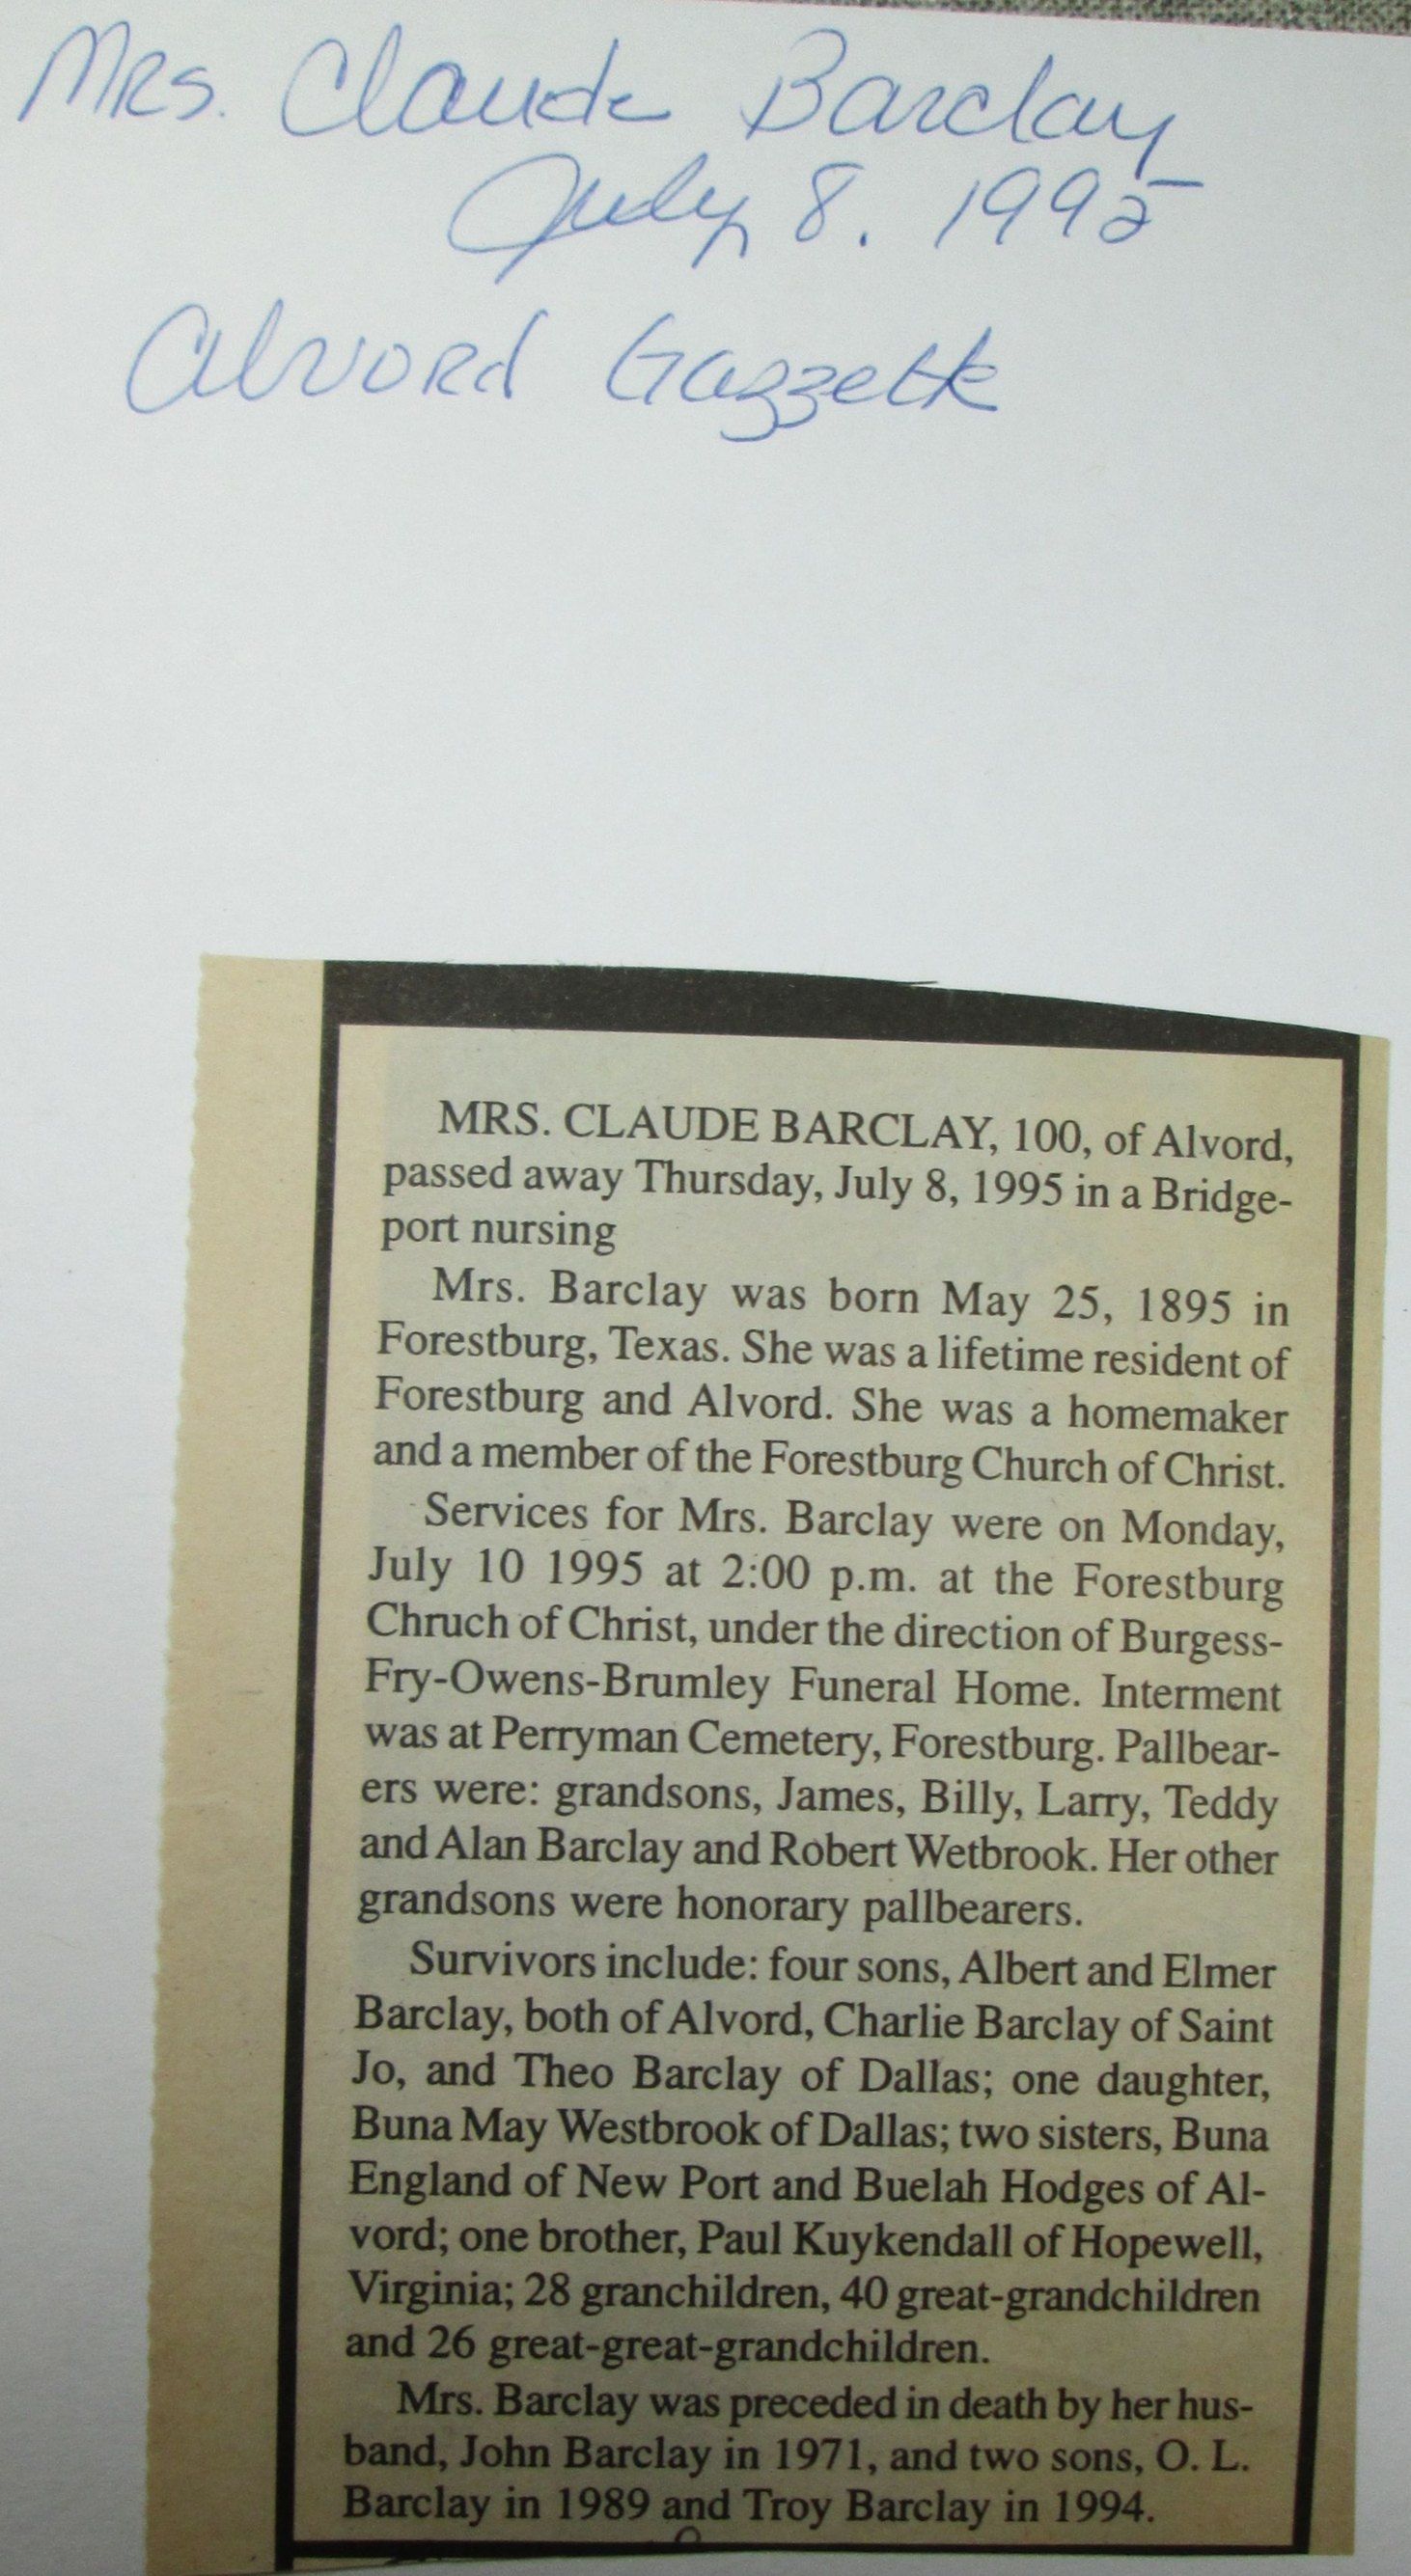 Mrs. Claude Barclay
July 8. 1995
Alvord Gazzette
MRS. CLAUDE BARCLAY, 100, of Alvord,
passed away Thursday, July 8, 1995 in a Bridge-
port nursing
Mrs. Barclay was born May 25, 1895 in
Forestburg, Texas. She was a lifetime resident of
Forestburg and Alvord. She was a homemaker
and a member of the Forestburg Church of Christ.
Services for Mrs. Barclay were on Monday,
July 10 1995 at 2:00 p.m. at the Forestburg
Chruch of Christ, under the direction of Burgess-
Fry-Owens-Brumley Funeral Home. Interment
was at Perryman Cemetery, Forestburg. Pallbear-
ers were: grandsons, James, Billy, Larry, Teddy
and Alan Barclay and Robert Wetbrook. Her other
grandsons were honorary pallbearers.
Survivors include: four sons, Albert and Elmer
Barclay, both of Alvord, Charlie Barclay of Saint
Jo, and Theo Barclay of Dallas; one daughter,
Buna May Westbrook of Dallas; two sisters, Buna
England of New Port and Buelah Hodges of Al-
vord; one brother, Paul Kuykendall of Hopewell,
Virginia; 28 granchildren, 40 great-grandchildren
and 26 great-great-grandchildren.
Mrs. Barclay was preceded in death by her hus-
band, John Barclay in 1971, and two sons, O. L.
Barclay in 1989 and Troy Barclay in 1994.